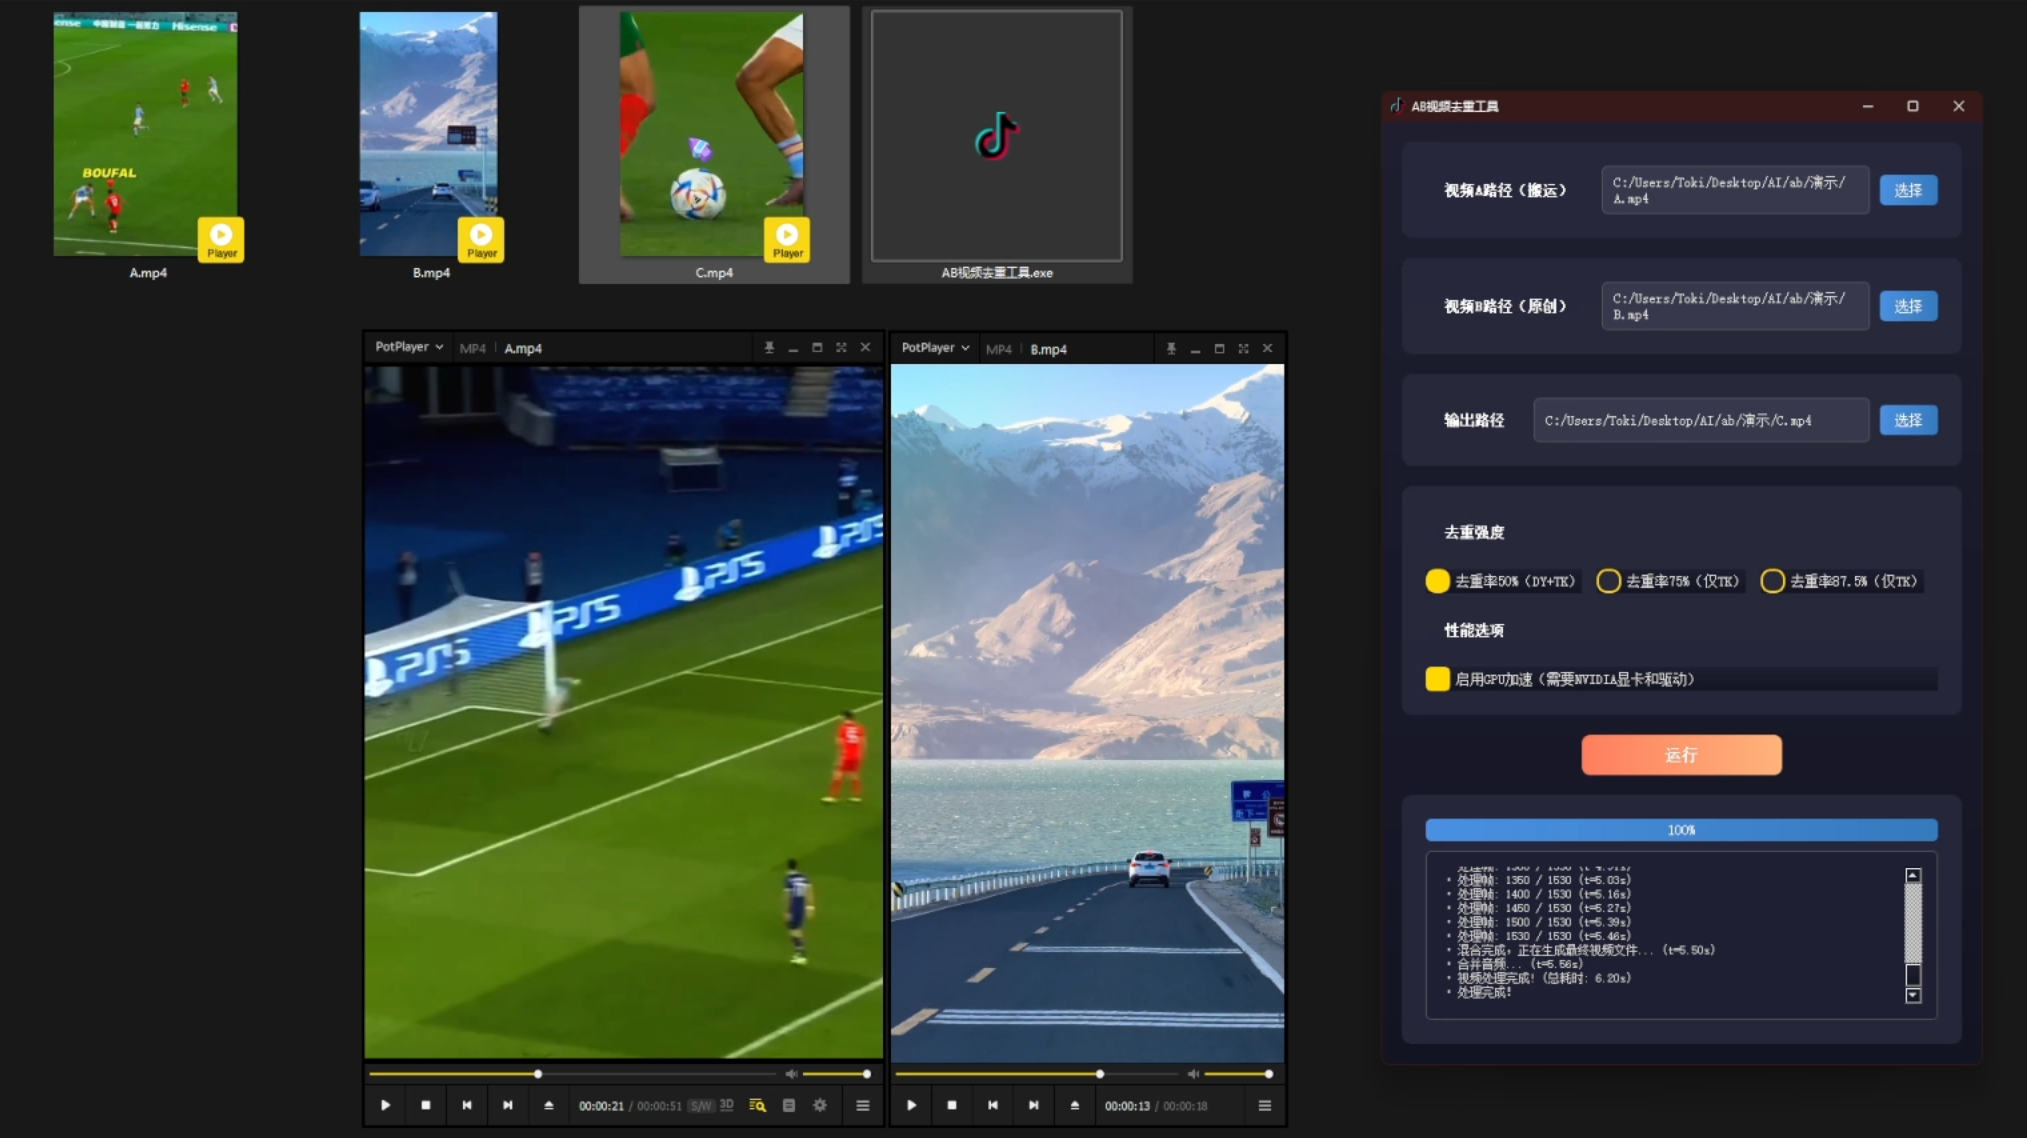 中国制造 一起努力 Hisense
BOUFAL
Player
A.mp4
Player
B.mp4
Player
C.mp4
AB视频去重工具.exe
PotPlayer
MP4
A.mp4
PS5
PS5
PS5
PS5
00:00:21 / 00:00:51
S/W
3D
PotPlayer
MP4
B.mp4
00:00:13 / 00:00:18
AB视频去重工具
视频A路径（搬运）
C:/Users/Toki/Desktop/AI/ab/演示/
A.mp4
选择
视频B路径（原创）
C:/Users/Toki/Desktop/AI/ab/演示/
B.mp4
选择
输出路径
C:/Users/Toki/Desktop/AI/ab/演示/C.mp4
选择
去重强度
去重率50%（DY+TK）
去重率75%（仅TK）
去重率87.5%（仅TK）
性能选项
启用GPU加速（需要NVIDIA显卡和驱动）
运行
100%
• 处理帧: 1350 / 1530 (t=5.03s)
• 处理帧: 1400 / 1530 (t=5.16s)
• 处理帧: 1450 / 1530 (t=5.27s)
• 处理帧: 1500 / 1530 (t=5.39s)
• 处理帧: 1530 / 1530 (t=5.46s)
• 混合完成，正在生成最终视频文件... (t=5.50s)
• 合并音频... (t=5.56s)
• 视频处理完成! (总耗时: 6.20s)
• 处理完成!